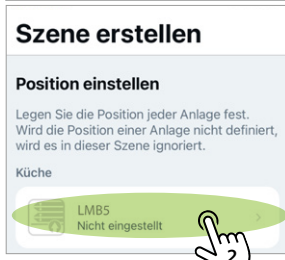 Szene erstellen
Position einstellen
Legen Sie die Position jeder Anlage fest.
Wird die Position einer Anlage nicht definiert,
wird es in dieser Szene ignoriert.
Küche
LMB5
Nicht eingestellt
2